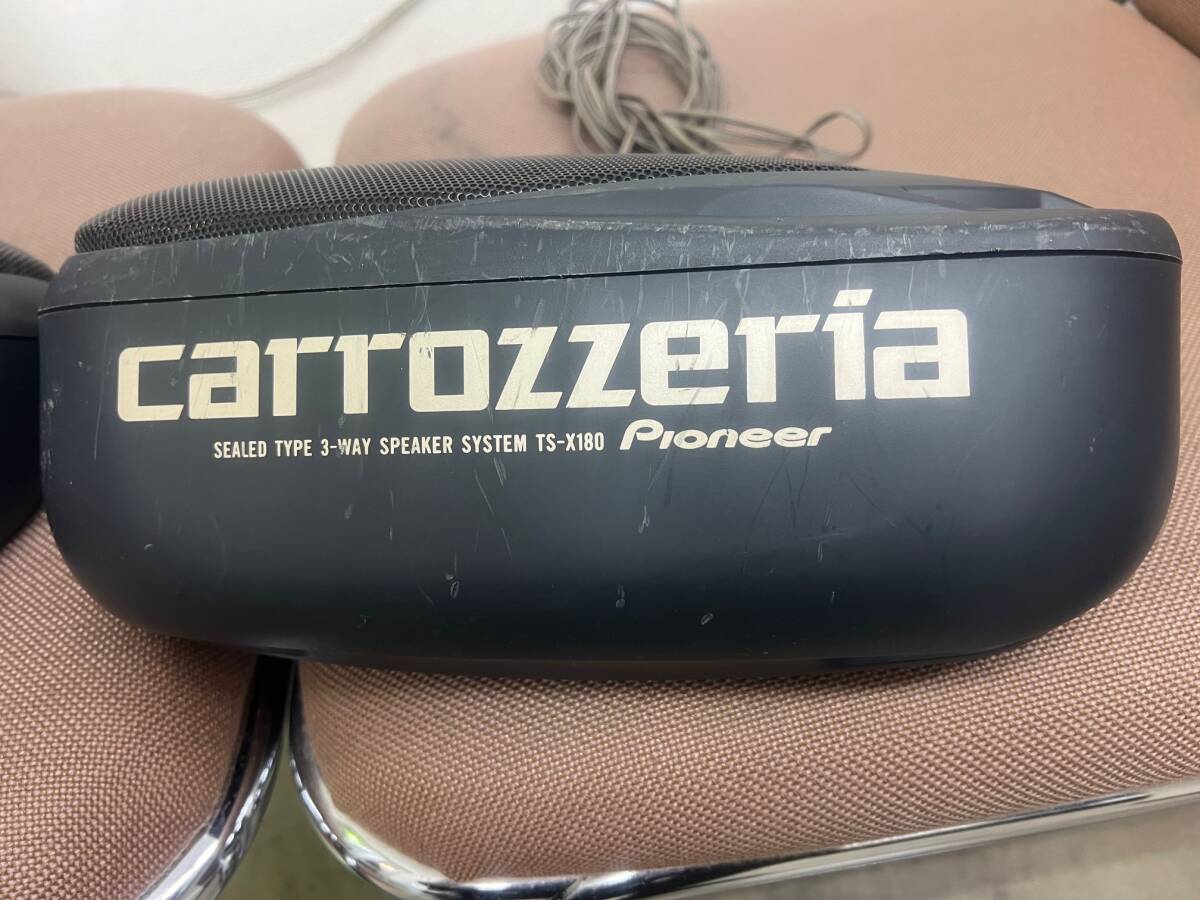 carrozzeria
SEALED TYPE 3-WAY SPEAKER SYSTEM TS-X180 Pioneer